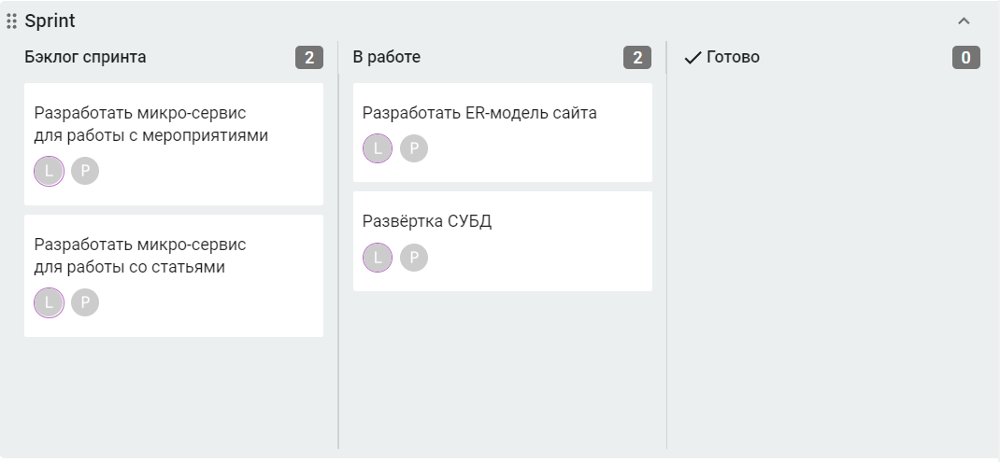 Sprint
Бэклог спринта
2
Разработать микро-сервис
для работы с мероприятиями
L P
Разработать микро-сервис
для работы со статьями
L P
В работе
2
Разработать ER-модель сайта
L P
Развёртка СУБД
L P
Готово
0